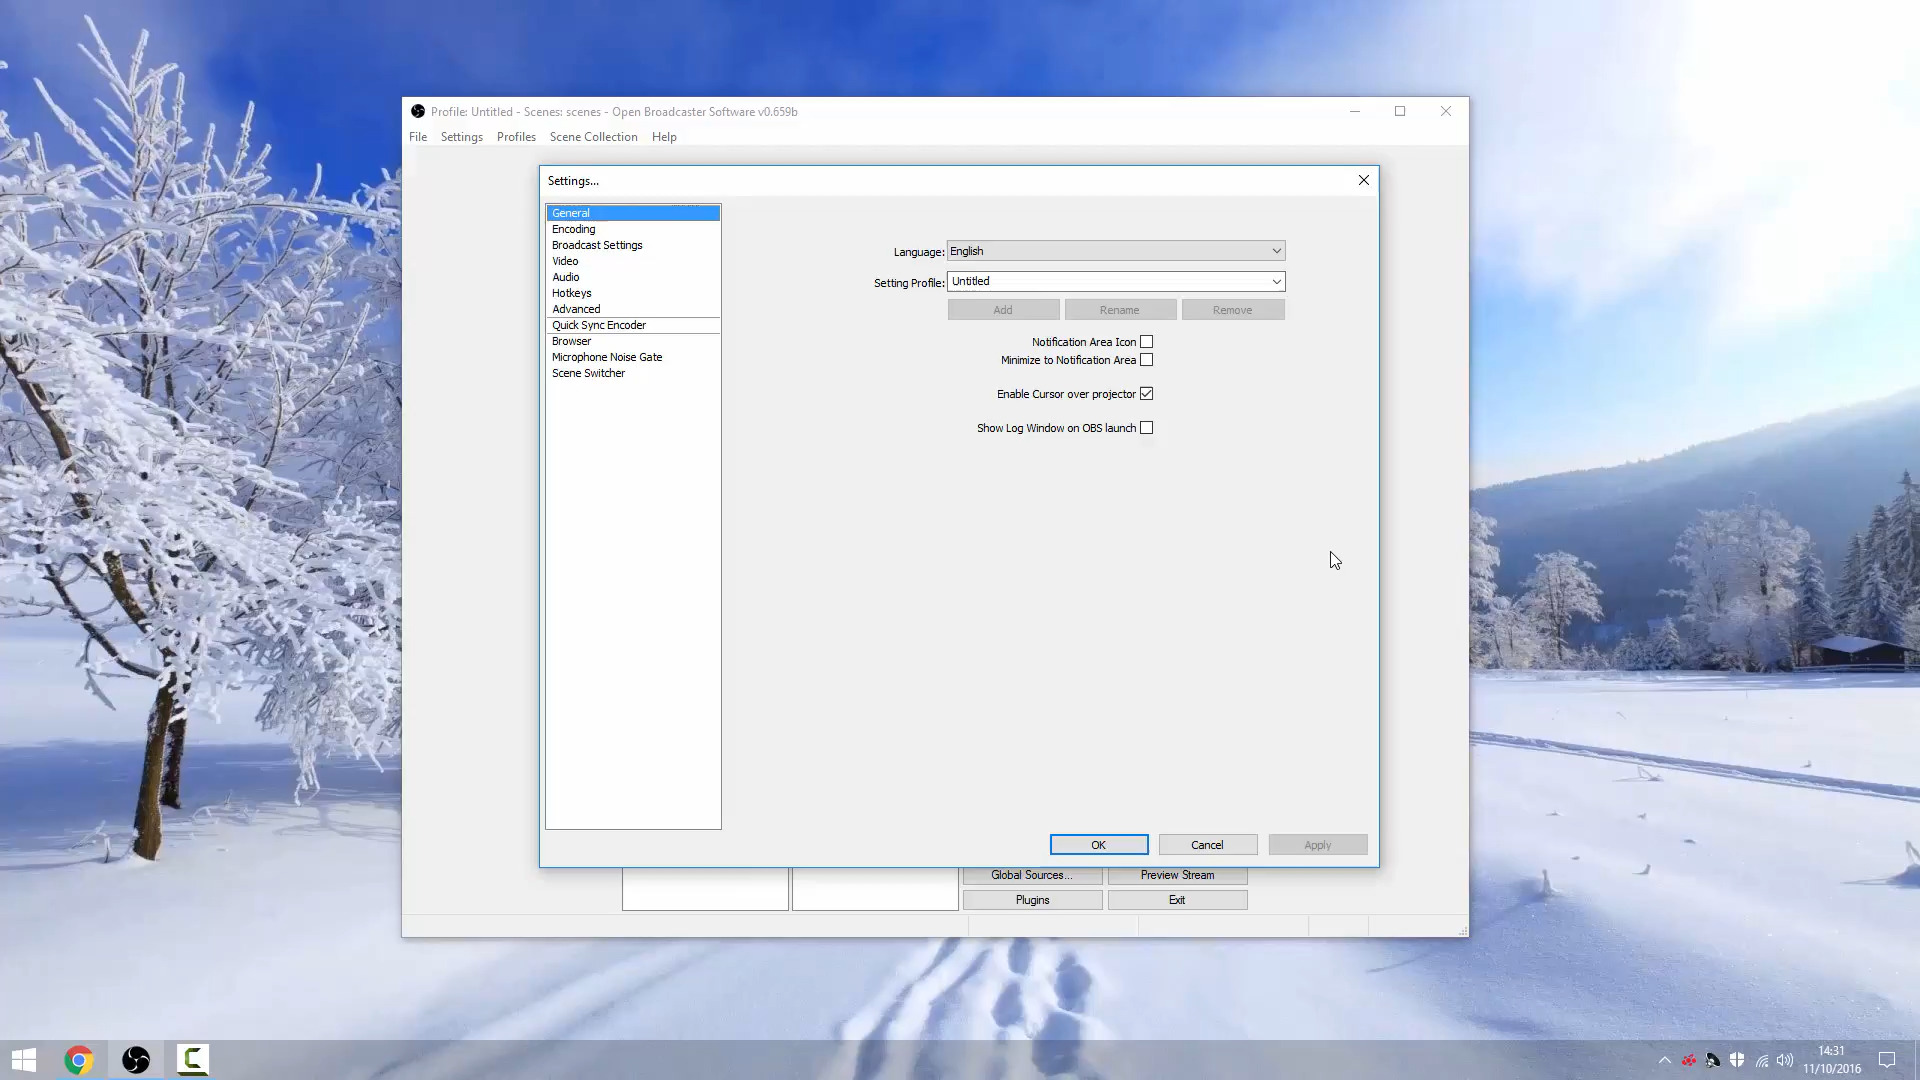 Profile: Untitled - Scenes: scenes - Open Broadcaster Software v0.659b
File Settings Profiles Scene Collection Help
Settings...
General
Encoding
Broadcast Settings
Video
Audio
Hotkeys
Advanced
Quick Sync Encoder
Browser
Microphone Noise Gate
Scene Switcher
Language: English
Setting Profile: Untitled
Add Rename Remove
Notification Area Icon
Minimize to Notification Area
Enable Cursor over projector
Show Log Window on OBS launch
OK Cancel Apply
Global Sources... Preview Stream
Plugins Exit
14:31
11/10/2016